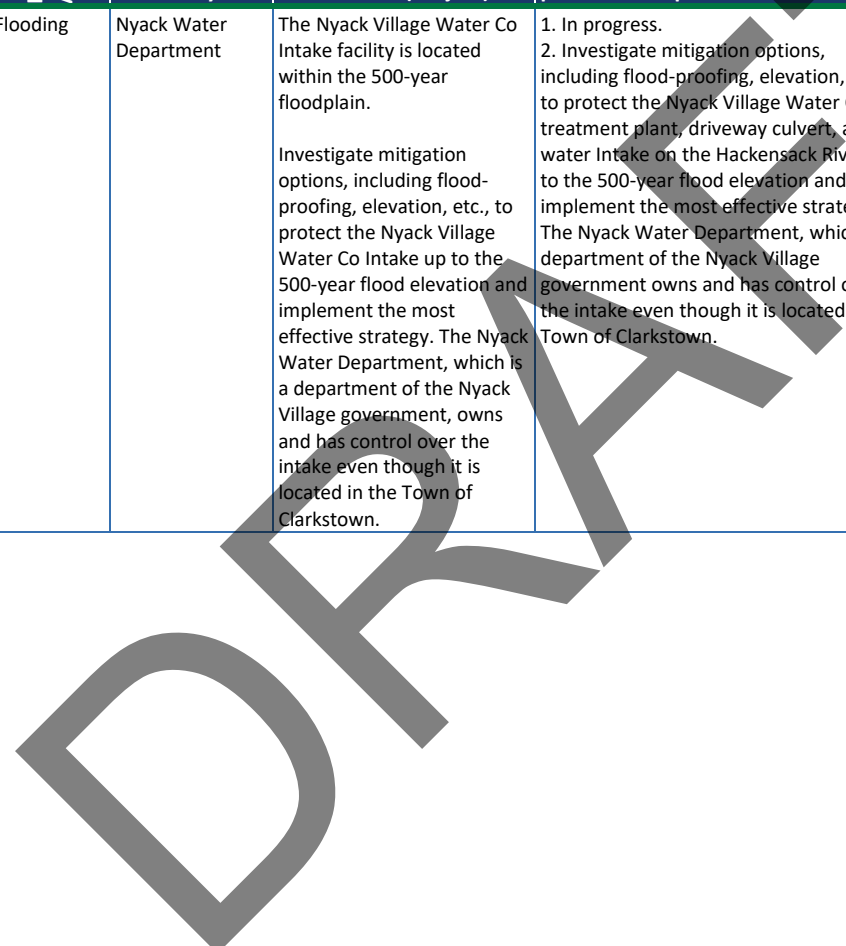 Flooding
Nyack Water
Department
The Nyack Village Water Co
Intake facility is located
within the 500-year
floodplain.
Investigate mitigation
options, including flood-
proofing, elevation, etc., to
protect the Nyack Village
Water Co Intake up to the
500-year flood elevation and
implement the most
effective strategy. The Nyack
Water Department, which is
a department of the Nyack
Village government, owns
and has control over the
intake even though it is
located in the Town of
Clarkstown.
1. In progress.
2. Investigate mitigation options,
including flood-proofing, elevation,
to protect the Nyack Village Water
treatment plant, driveway culvert,
water Intake on the Hackensack
to the 500-year flood elevation and
implement the most effective
The Nyack Water Department,
department of the Nyack Village
government owns and has control
the intake even though it is located
Town of Clarkstown.
DRAF